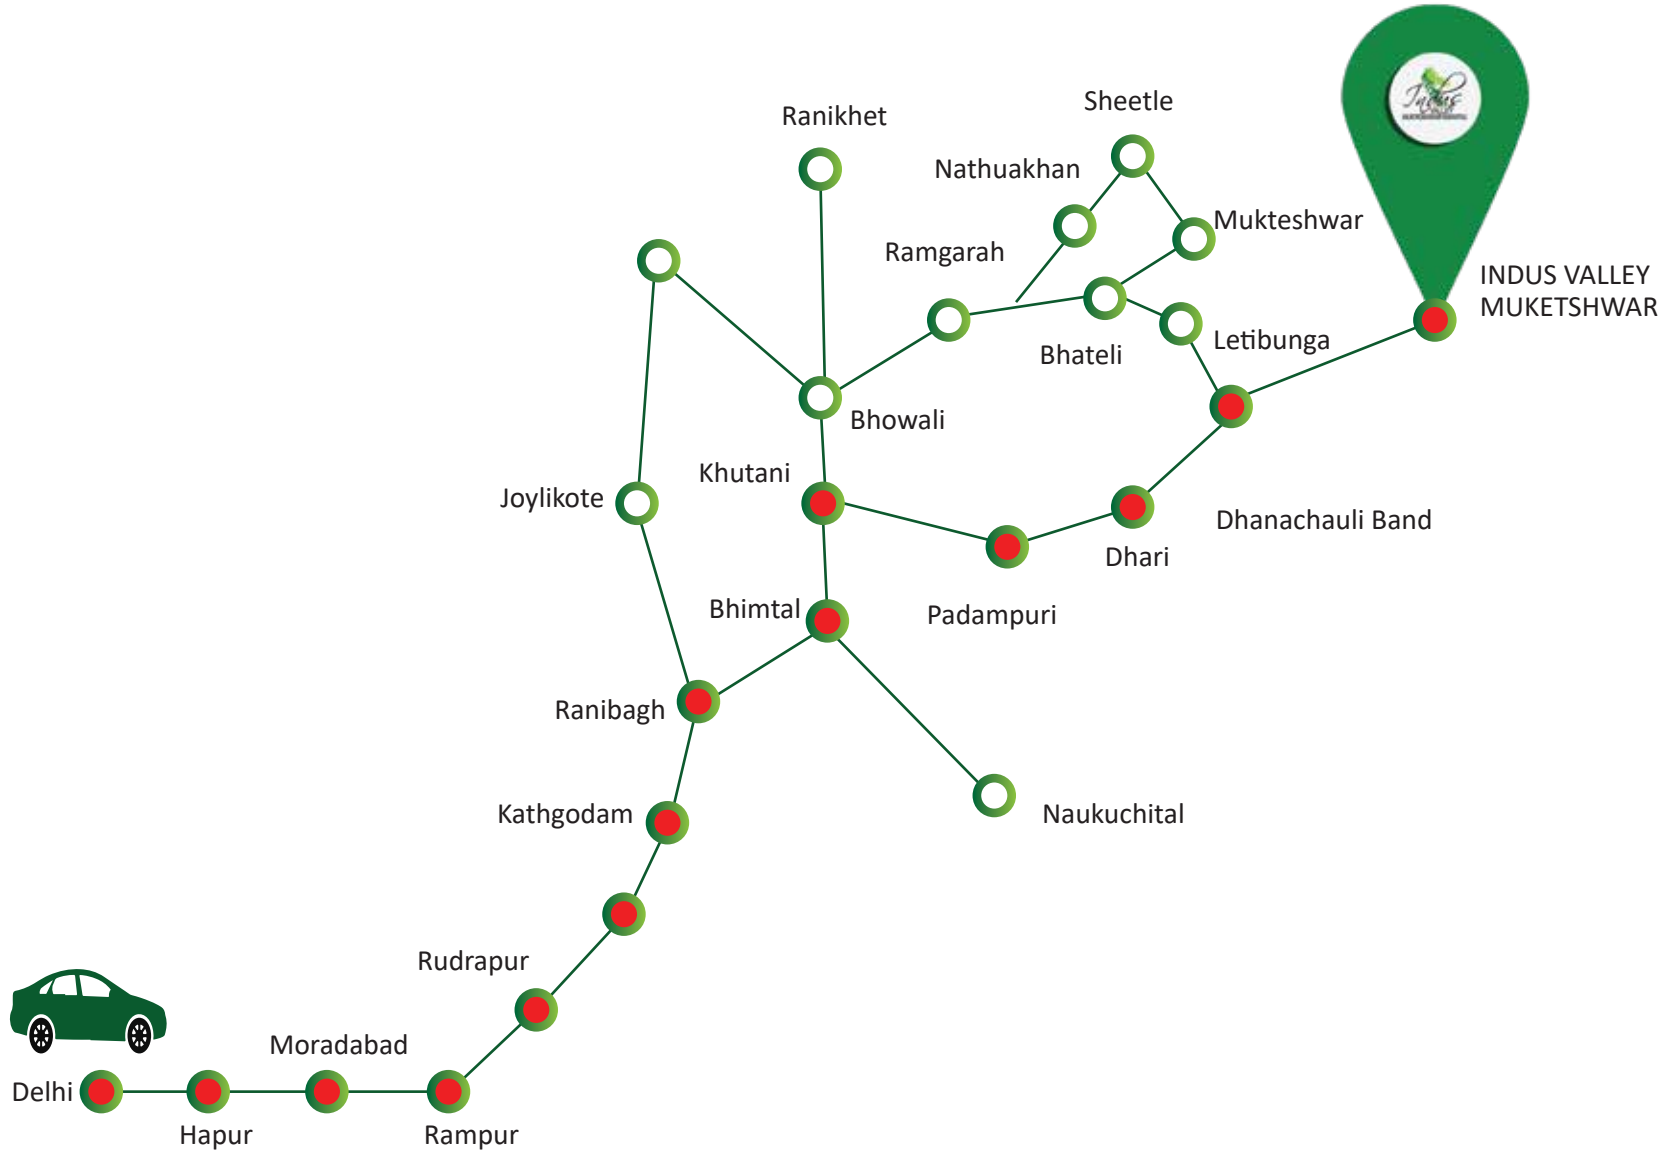 Sheetle
Ranikhet
Nathuakhan
Mukteshwar
Ramgarah
INDUS VALLEY
MUKETSHWAR
Letibunga
Bhateli
Bhowali
Khutani
Joylikote
Dhanachauli Band
Dhari
Bhimtal
Padampuri
Ranibagh
Kathgodam
Naukuchital
Rudrapur
Moradabad
Delhi
Hapur
Rampur
Indus